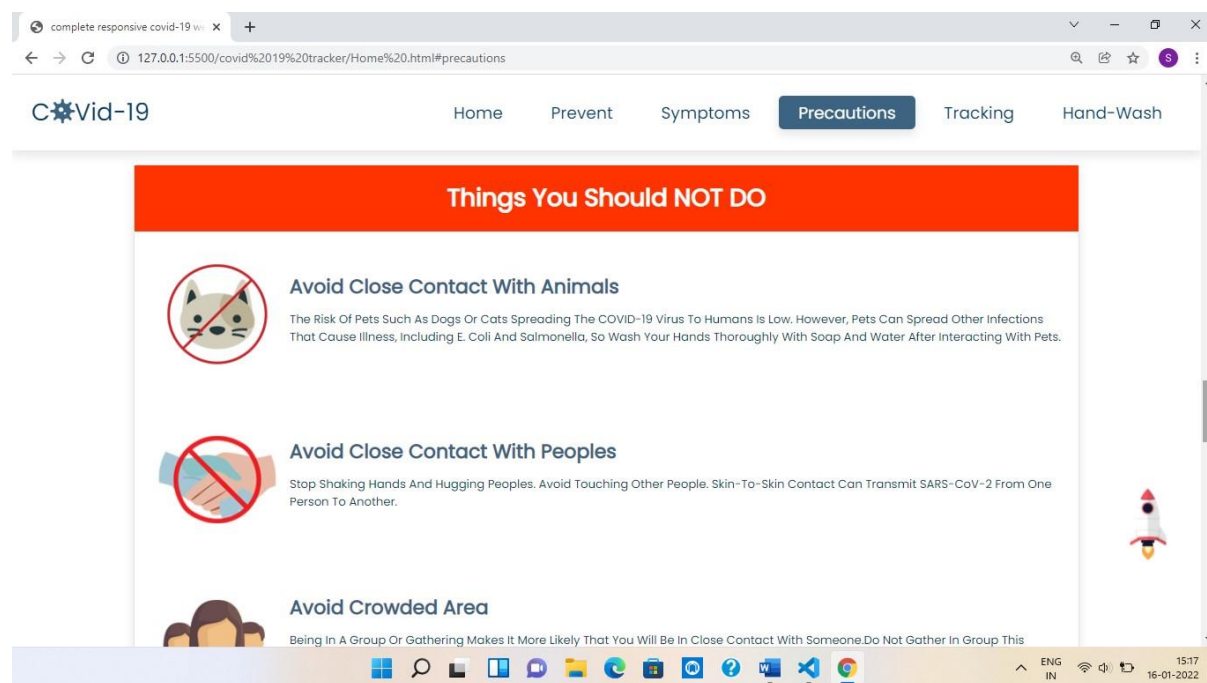 complete responsive covid-19 w
127.0.0.1:5500/covid%2019%20tracker/Home%20.html#precautions
S
COVid-19
Home Prevent Symptoms Precautions Tracking Hand-Wash
Things You Should NOT DO
Avoid Close Contact With Animals
The Risk Of Pets Such As Dogs Or Cats Spreading The COVID-19 Virus To Humans Is Low. However, Pets Can Spread Other Infections
That Cause Illness, Including E. Coli And Salmonella, So Wash Your Hands Thoroughly With Soap And Water After Interacting With Pets.
Avoid Close Contact With Peoples
Stop Shaking Hands And Hugging Peoples. Avoid Touching Other People. Skin-To-Skin Contact Can Transmit SARS-CoV-2 From One
Person To Another.
Avoid Crowded Area
Being In A Group Or Gathering Makes It More Likely That You Will Be In Close Contact With Someone.Do Not Gather In Group This
ENG
IN
15:17
16-01-2022